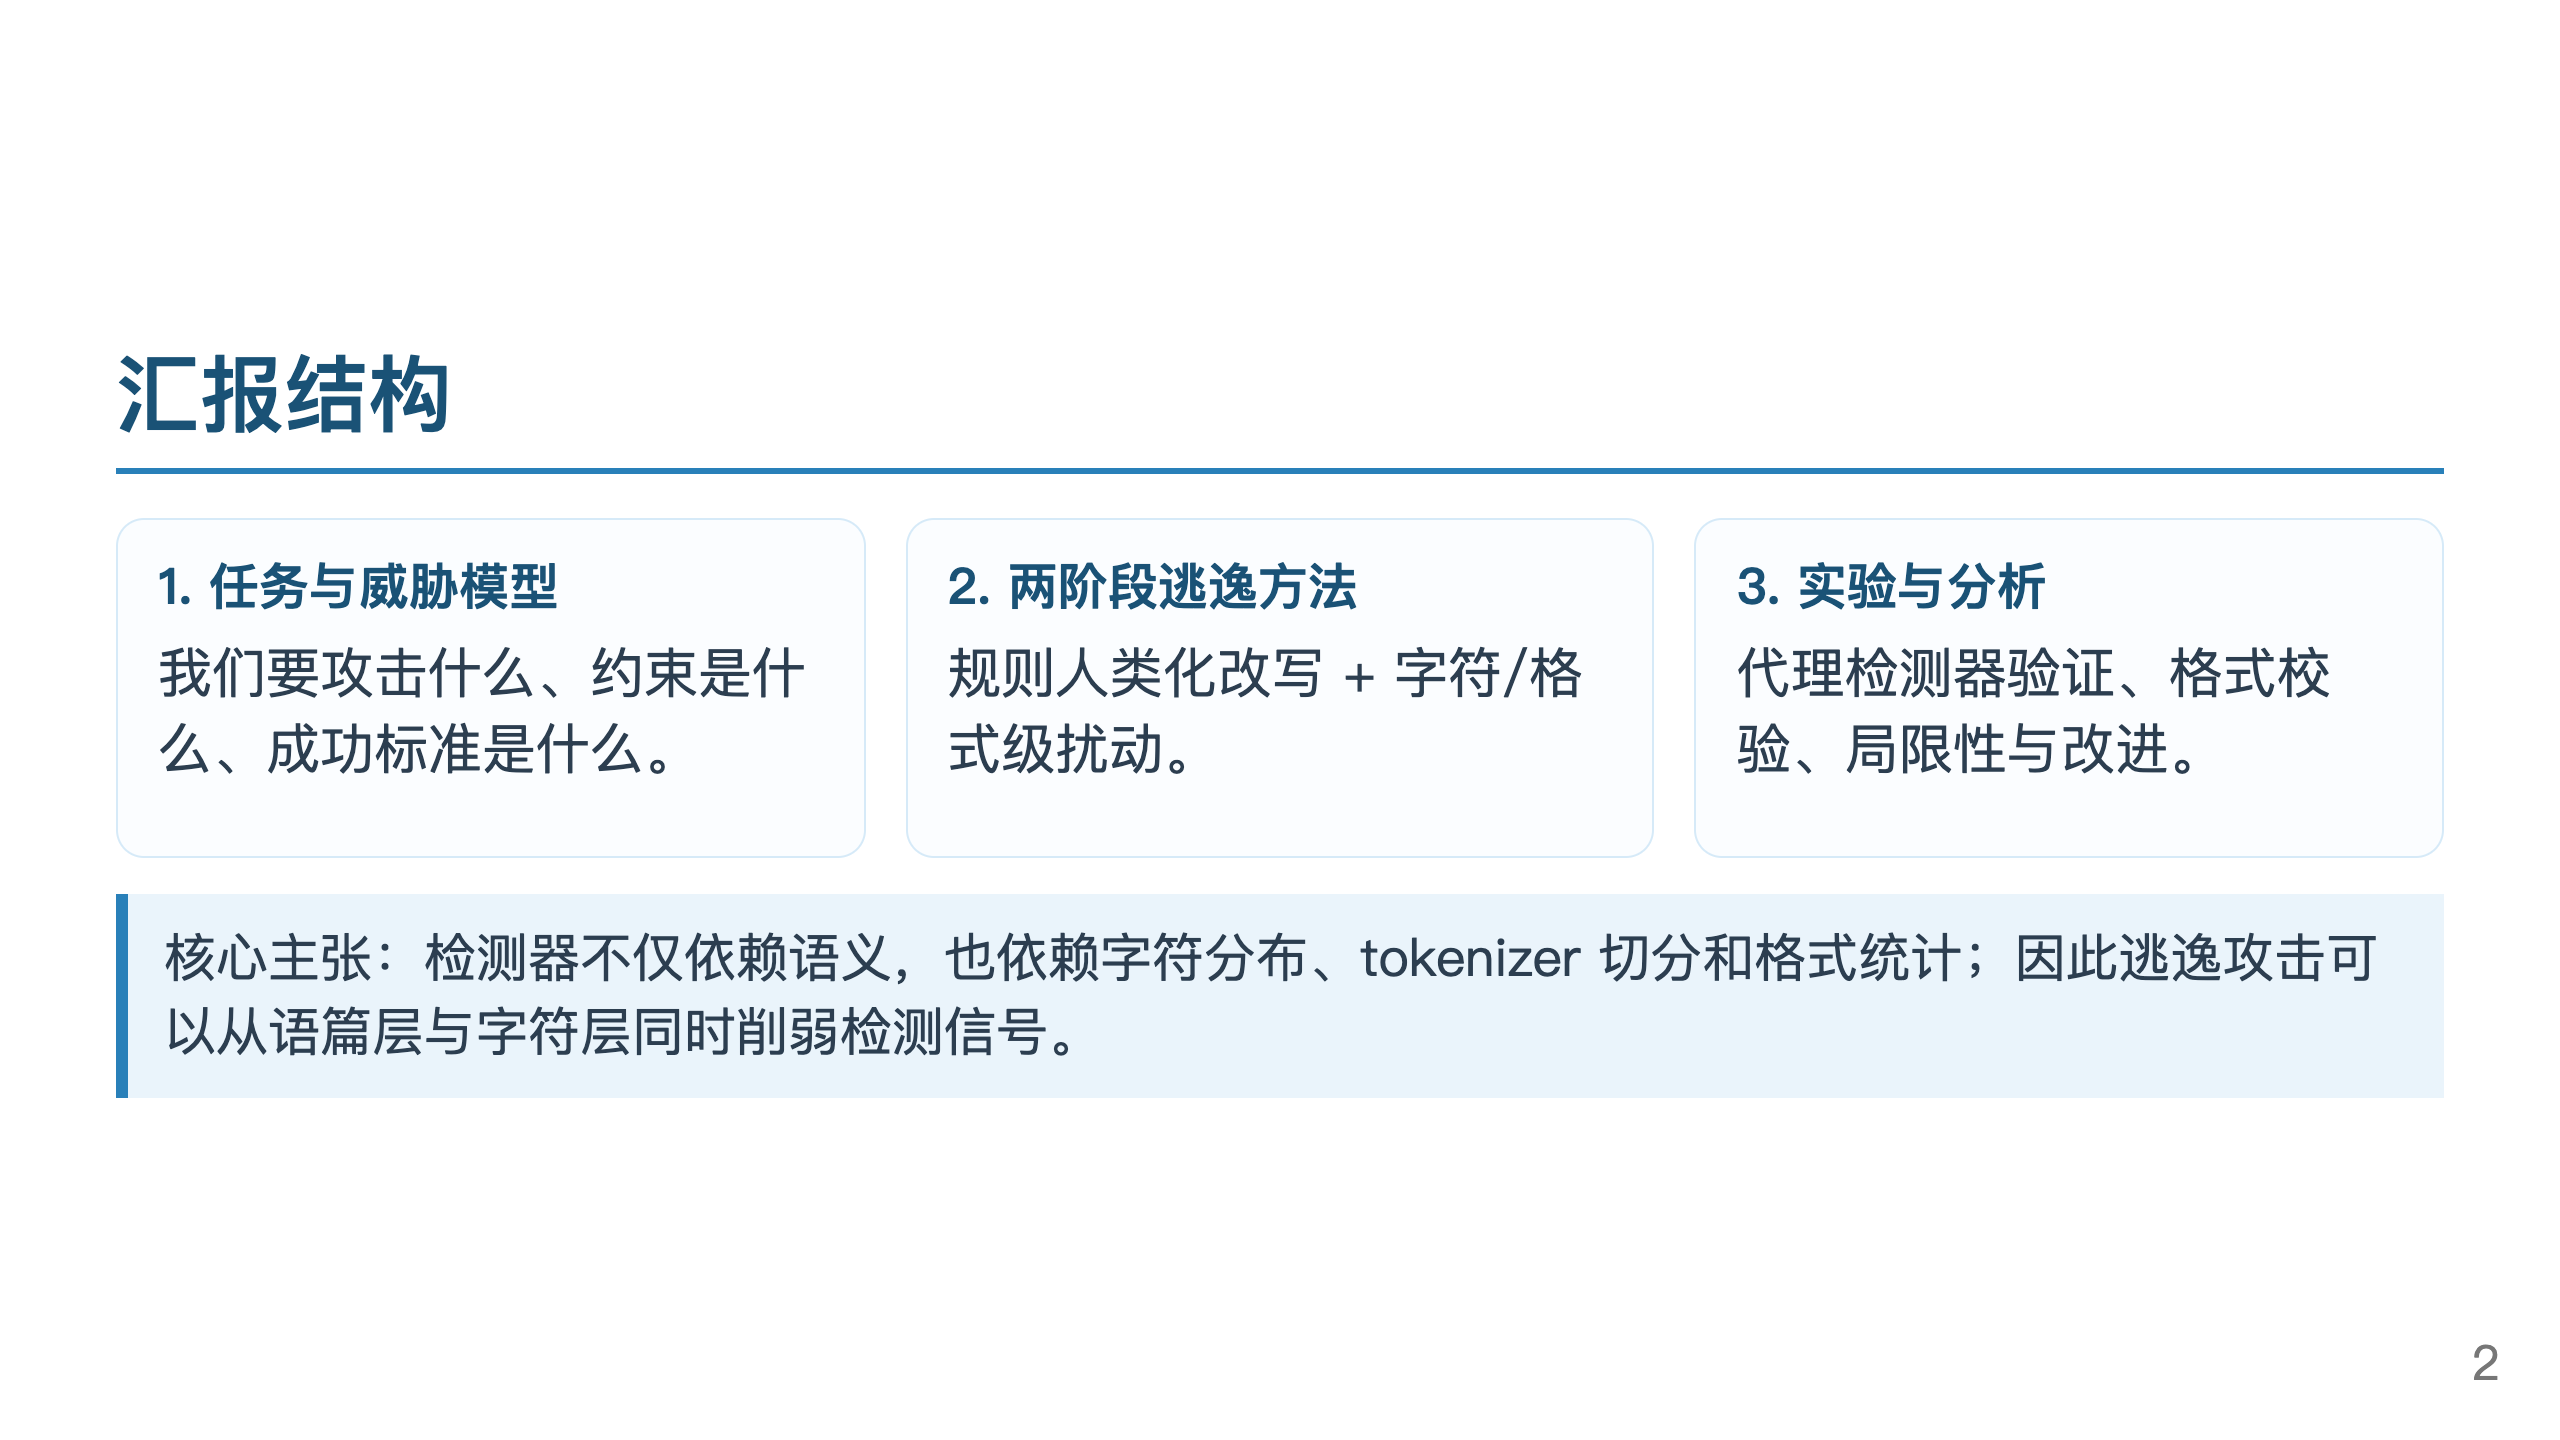 汇报结构
1. 任务与威胁模型
我们要攻击什么、约束是什
么、成功标准是什么。
2. 两阶段逃逸方法
规则人类化改写 + 字符/格
式级扰动。
3. 实验与分析
代理检测器验证、格式校
验、局限性与改进。
核心主张：检测器不仅依赖语义，也依赖字符分布、tokenizer 切分和格式统计；因此逃逸攻击可
以从语篇层与字符层同时削弱检测信号。
2